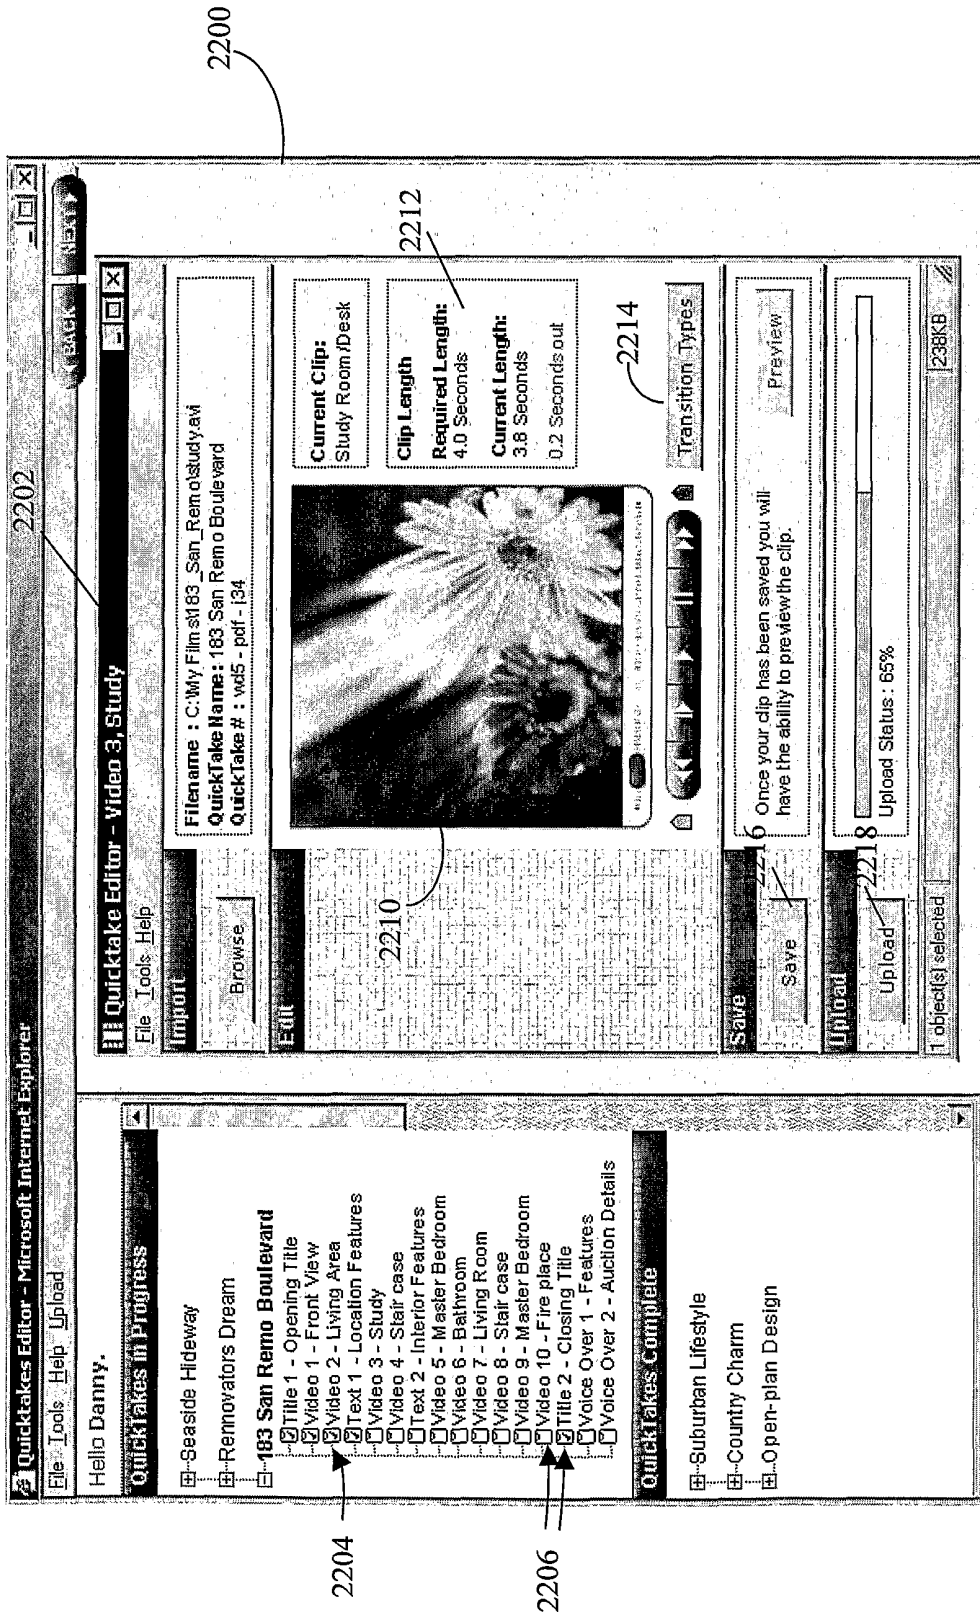 2200
Quicktakes Editor - Microsoft Internet Explorer
File Tools Help Upload
BACK NEXT
Hello Danny.
QuickTakes In Progress
Seaside Hideway
Rennovators Dream
183 San Remo Boulevard
Title 1 - Opening Title
Video 1 - Front View
Video 2 - Living Area
Text 1 - Location Features
Video 3 - Study
Video 4 - Stair case
Text 2 - Interior Features
Video 5 - Master Bedroom
Video 6 - Bathroom
Video 7 - Living Room
Video 8 - Stair case
Video 9 - Master Bedroom
Video 10 - Fire place
Title 2 - Closing Title
Voice Over 1 - Features
Voice Over 2 - Auction Details
2204
2206
QuickTakes Complete
Suburban Lifestyle
Country Charm
Open-plan Design
2202
Quicktake Editor - Video 3, Study
File Tools Help
Import
Browse
Filename : C:\My Films\183_San_Remo\study.avi
QuickTake Name : 183 San Remo Boulevard
QuickTake # : vvd5 - pdf - i34
Edit
2210
Current Clip:
Study Room /Desk
2212
Clip Length
Required Length:
4.0 Seconds
Current Length:
3.8 Seconds
0.2 Seconds out
2214
Transition Types
Save
2216
Save
Once your clip has been saved you will
have the ability to preview the clip.
Preview
Upload
2218
Upload
Upload Status : 65%
1 object[s] selected
238KB